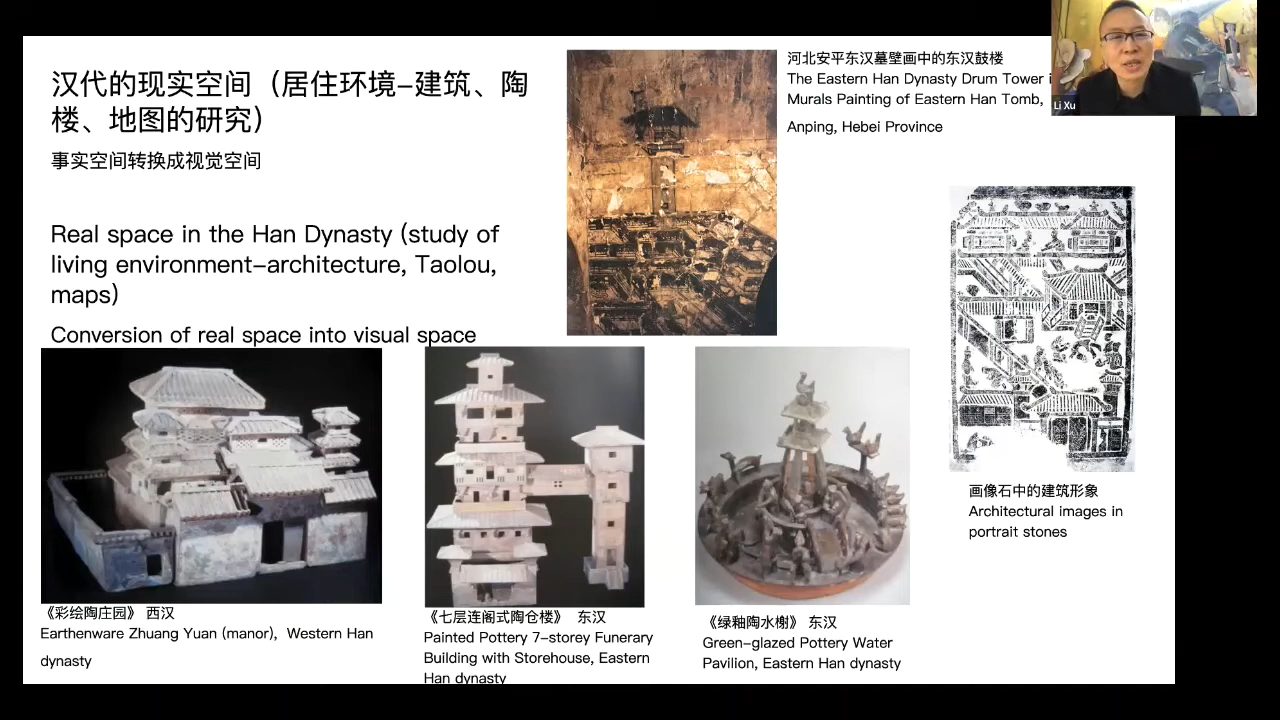 汉代的现实空间（居住环境–建筑、陶
楼、地图的研究）
事实空间转换成视觉空间
Real space in the Han Dynasty (study of
living environment–architecture, Taolou,
maps)
Conversion of real space into visual space
河北安平东汉墓壁画中的东汉鼓楼
The Eastern Han Dynasty Drum Tower
Murals Painting of Eastern Han Tomb,
Anping, Hebei Province
Li Xu
画像石中的建筑形象
Architectural images in
portrait stones
《彩绘陶庄园》 西汉
Earthenware Zhuang Yuan (manor), Western Han
dynasty
《七层连阁式陶仓楼》 东汉
Painted Pottery 7–storey Funerary
Building with Storehouse, Eastern
Han dynasty
《绿釉陶水榭》 东汉
Green–glazed Pottery Water
Pavilion, Eastern Han dynasty